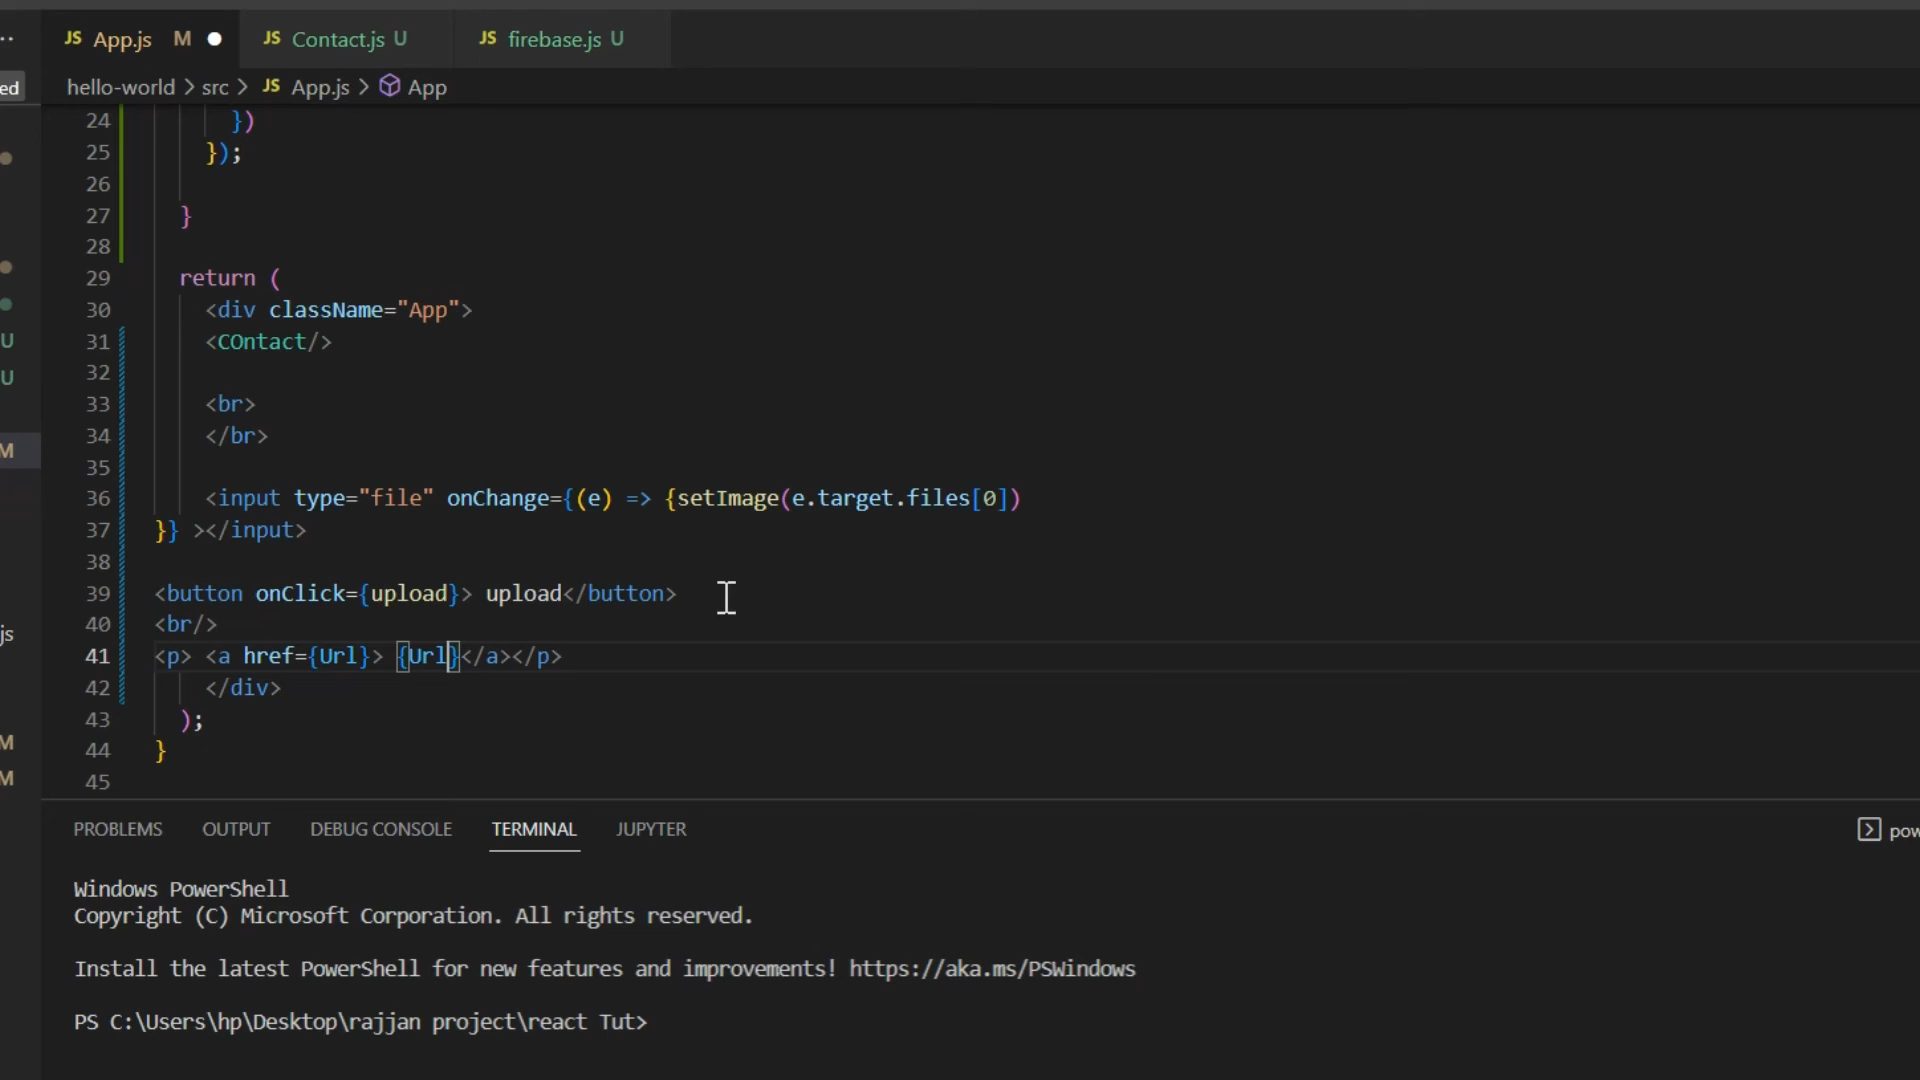 JS App.js M JS Contact.js U JS firebase.js U
ed hello-world > src > JS App.js > App
24 })
25 });
26
27 }
28
29 return (
30 <div className="App">
31 <COntact/>
32
33 <br>
34 </br>
35
36 <input type="file" onChange={(e) => {setImage(e.target.files[0])
37 }} ></input>
38
39 <button onClick={upload}> upload</button>
40 <br/>
41 <p> <a href={Url}> {Url}</a></p>
42 </div>
43 );
44 }
45
U
U
M
js
M
M
PROBLEMS OUTPUT DEBUG CONSOLE TERMINAL JUPYTER pow
Windows PowerShell
Copyright (C) Microsoft Corporation. All rights reserved.
Install the latest PowerShell for new features and improvements! https://aka.ms/PSWindows
PS C:\Users\hp\Desktop\rajjan project\react Tut>